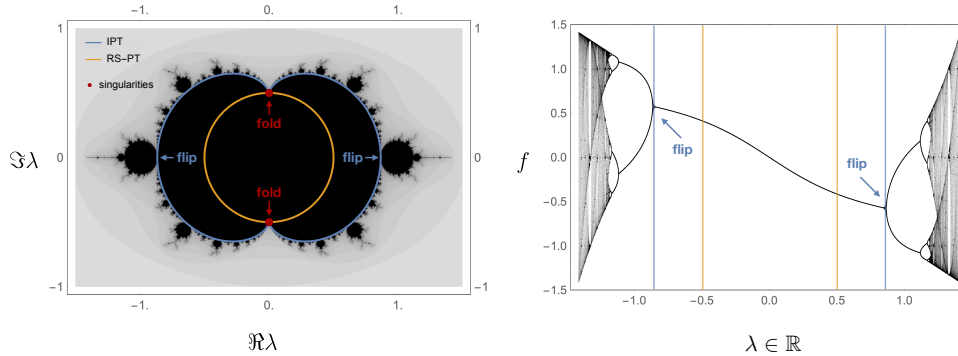 -1. 0. 1.
1 1
IPT
RS-PT
singularities
fold
ℑλ 0 flip flip 0
fold
-1 -1
-1. 0. 1.
ℜλ
1.5
1.0
0.5
flip
f 0.0
flip
-0.5
-1.0
-1.5
-1.0 -0.5 0.0 0.5 1.0
λ ∈ ℝ